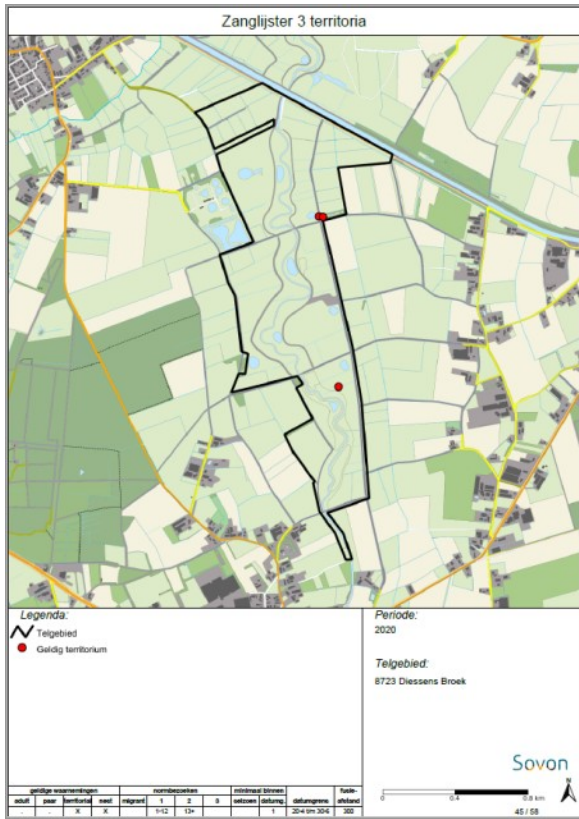 Zanglijster 3 territoria
Legenda:
Telgebied
Geldig territorium
Periode:
2020
Telgebied:
8723 Diessens Broek
Sovon
0 0.4 0.8 km
N
45 / 58
geldige waarnemingen normbezoeken minimaal binnen fusie-
adult paar territorial nest migrant 1 2 3 seizoen datumg. datumgrens afstand
. . X X 1-12 13+ . 1 20-4 t/m 30-6 300